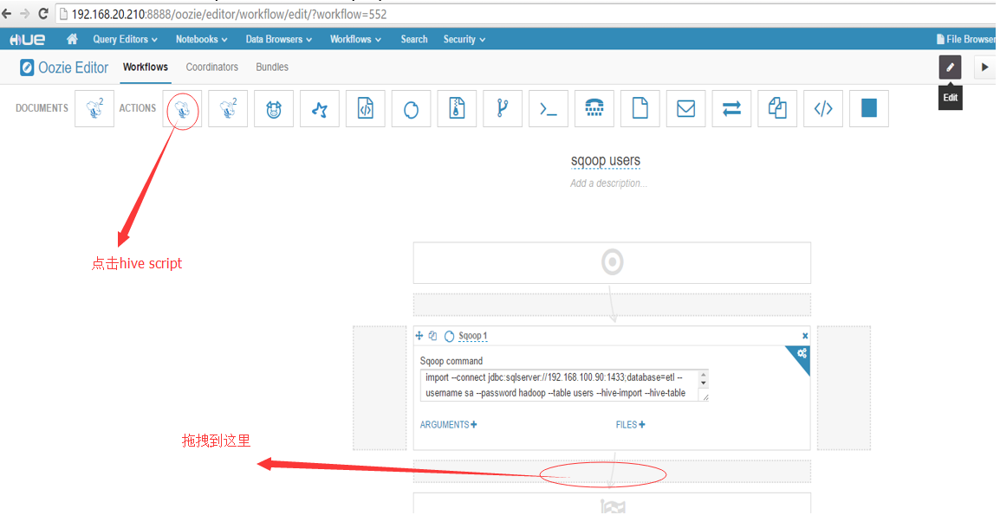 192.168.20.210:8888/oozie/editor/workflow/edit/?workflow=552
HUE Query Editors Notebooks Data Browsers Workflows Search Security File Browser
Oozie Editor Workflows Coordinators Bundles
Edit
DOCUMENTS 2 ACTIONS 2
sqoop users
Add a description...
点击hive script
Sqoop 1
Sqoop command
import --connect jdbc:sqlserver://192.168.100.90:1433;database=etl --
username sa --password hadoop --table users --hive-import --hive-table
ARGUMENTS FILES
拖拽到这里